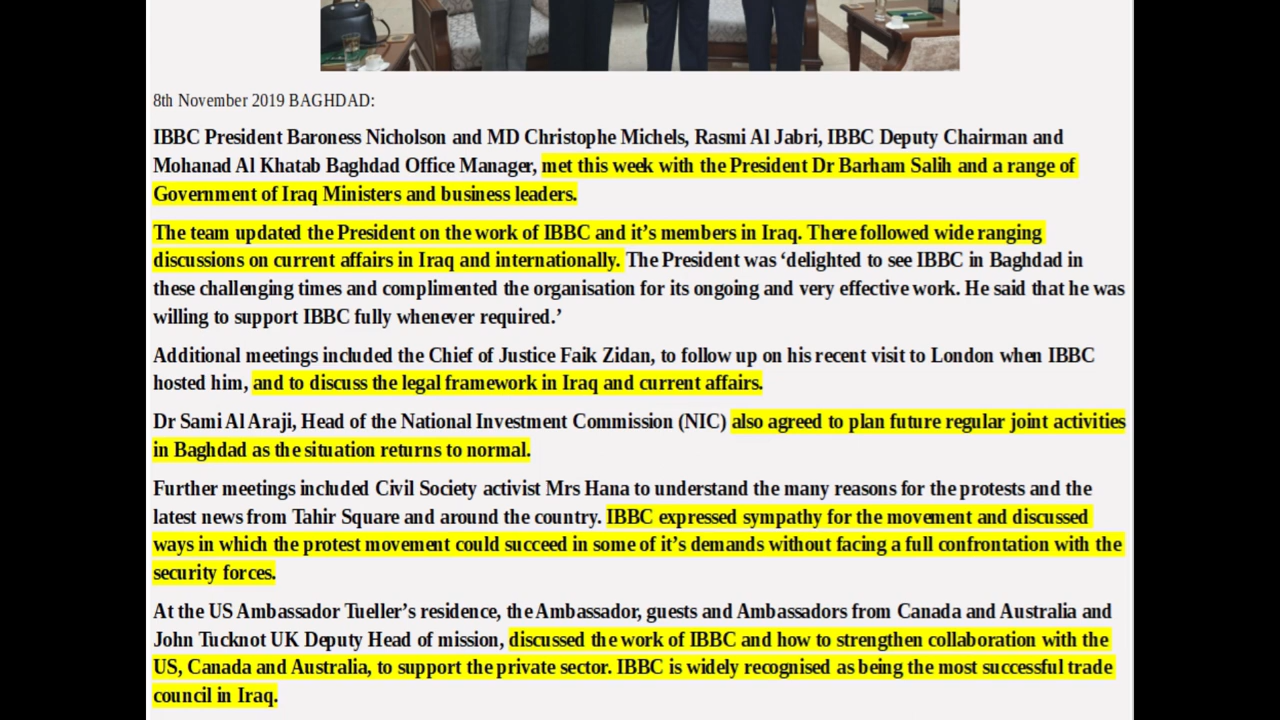 8th November 2019 BAGHDAD:
IBBC President Baroness Nicholson and MD Christophe Michels, Rasmi Al Jabri, IBBC Deputy Chairman and
Mohanad Al Khatab Baghdad Office Manager, met this week with the President Dr Barham Salih and a range of
Government of Iraq Ministers and business leaders.
The team updated the President on the work of IBBC and it’s members in Iraq. There followed wide ranging
discussions on current affairs in Iraq and internationally. The President was ‘delighted to see IBBC in Baghdad in
these challenging times and complimented the organisation for its ongoing and very effective work. He said that he was
willing to support IBBC fully whenever required.’
Additional meetings included the Chief of Justice Faik Zidan, to follow up on his recent visit to London when IBBC
hosted him, and to discuss the legal framework in Iraq and current affairs.
Dr Sami Al Araji, Head of the National Investment Commission (NIC) also agreed to plan future regular joint activities
in Baghdad as the situation returns to normal.
Further meetings included Civil Society activist Mrs Hana to understand the many reasons for the protests and the
latest news from Tahir Square and around the country. IBBC expressed sympathy for the movement and discussed
ways in which the protest movement could succeed in some of it’s demands without facing a full confrontation with the
security forces.
At the US Ambassador Tueller’s residence, the Ambassador, guests and Ambassadors from Canada and Australia and
John Tucknot UK Deputy Head of mission, discussed the work of IBBC and how to strengthen collaboration with the
US, Canada and Australia, to support the private sector. IBBC is widely recognised as being the most successful trade
council in Iraq.